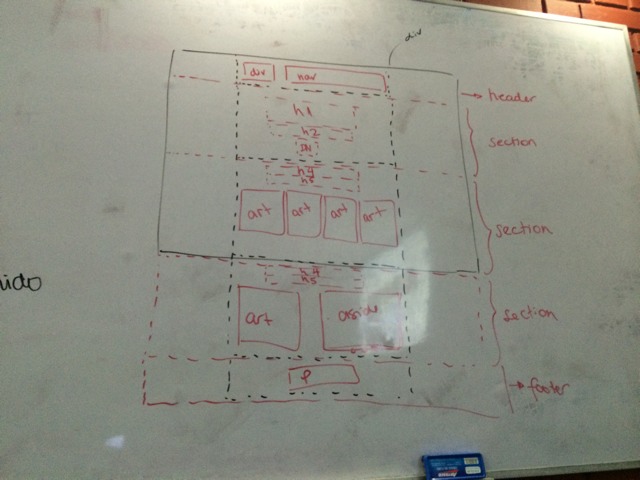 div
div nav
header
h1
h2
section
h4
h5
art art art art
section
nido
h4
h5
art asside
section
p
footer